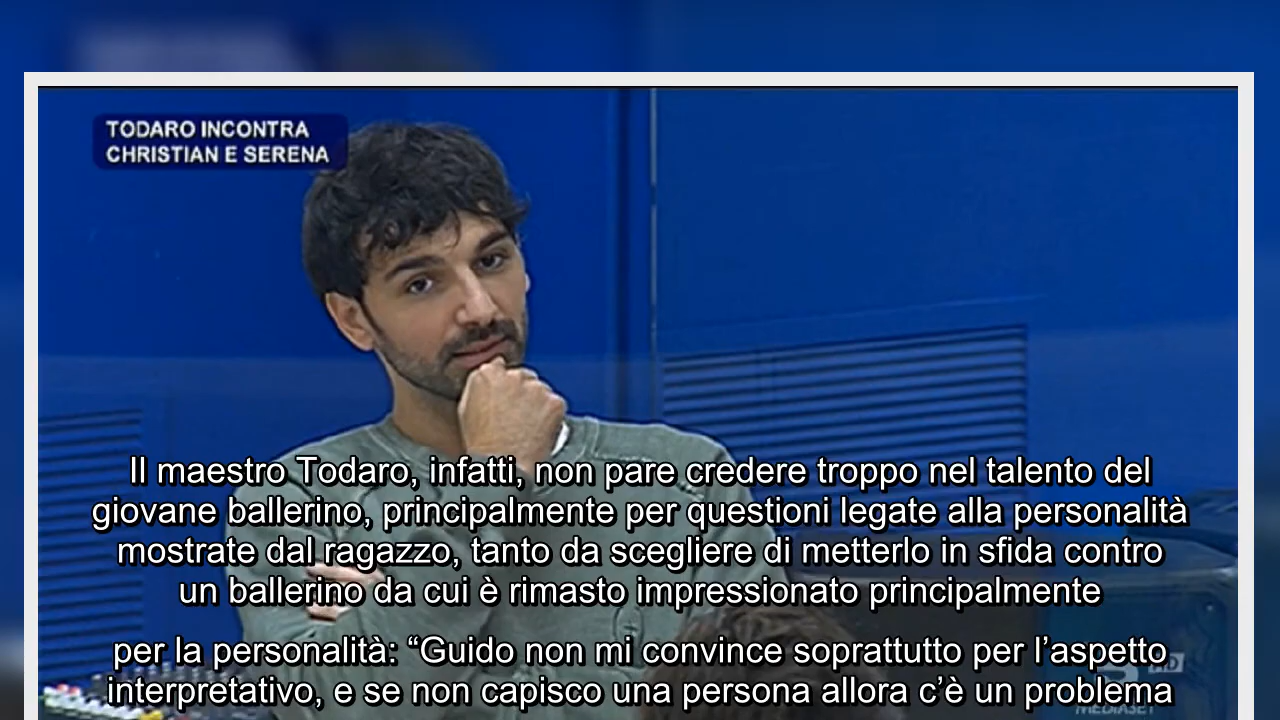 TODARO INCONTRA
CHRISTIAN E SERENA
Il maestro Todaro, infatti, non pare credere troppo nel talento del
giovane ballerino, principalmente per questioni legate alla personalità
mostrate dal ragazzo, tanto da scegliere di metterlo in sfida contro
un ballerino da cui è rimasto impressionato principalmente
per la personalità: “Guido non mi convince soprattutto per l’aspetto
interpretativo, e se non capisco una persona allora c’è un problema
MEDIASET